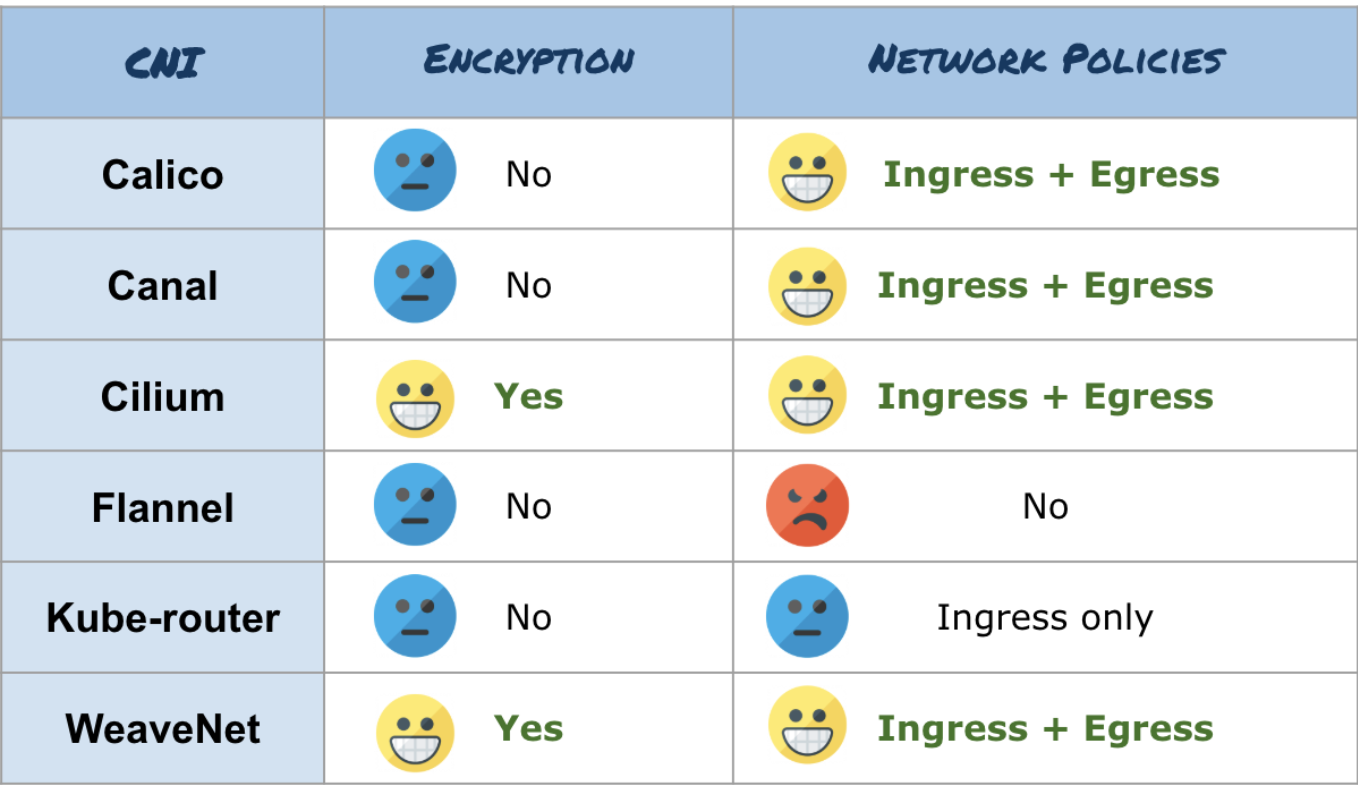 CNI Encryption Network Policies
Calico No Ingress + Egress
Canal No Ingress + Egress
Cilium Yes Ingress + Egress
Flannel No No
Kube-router No Ingress only
WeaveNet Yes Ingress + Egress